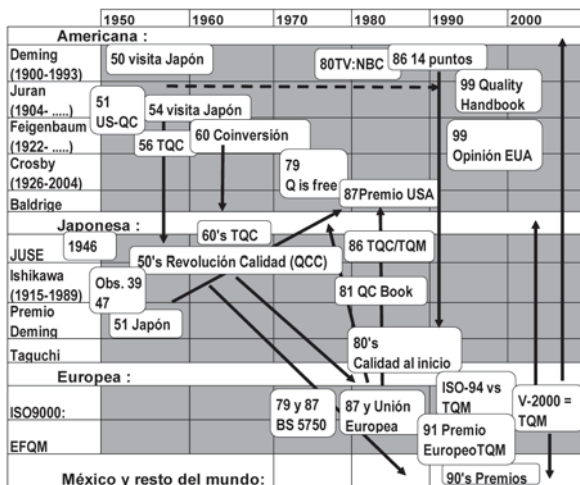 1950 1960 1970 1980 1990 2000
Americana :
Deming
(1900-1993)
50 visita Japón
80TV:NBC
86 14 puntos
Juran
(1904- .....)
51
US-QC
54 visita Japón
99 Quality
Handbook
Feigenbaum
(1922- .....)
56 TQC
60 Coinversión
99
Opinión EUA
Crosby
(1926-2004)
79
Q is free
Baldrige
87Premio USA
Japonesa :
1946
60's TQC
86 TQC/TQM
JUSE
50's Revolución Calidad (QCC)
Ishikawa
(1915-1989)
Obs. 39
47
81 QC Book
Premio
Deming
51 Japón
80's
Calidad al inicio
Taguchi
Europea :
ISO9000:
79 y 87
BS 5750
87 y Unión
Europea
ISO-94 vs
TQM
V-2000 =
TQM
EFQM
91 Premio
EuropeoTQM
México y resto del mundo:
90's Premios